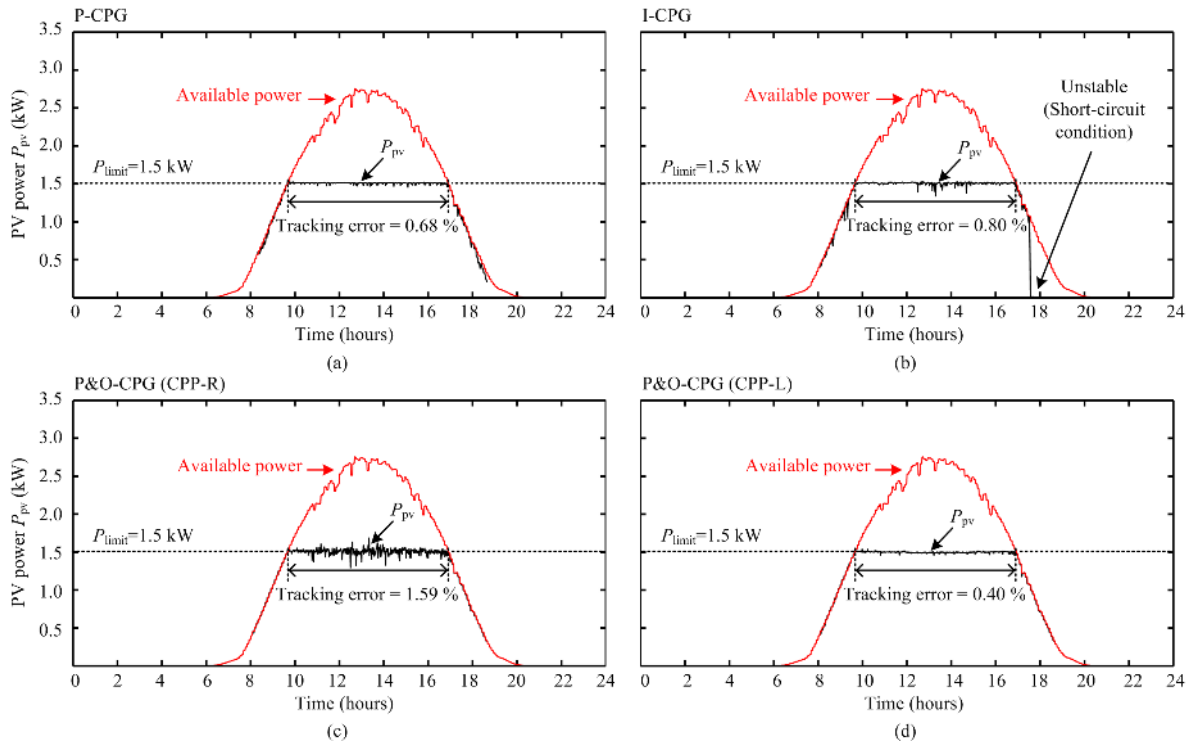 P-CPG
3.5
3.0
2.5
2.0
1.5
1.0
0.5
PV power Ppv (kW)
Available power
Ppv
Plimit=1.5 kW
Tracking error = 0.68 %
0 2 4 6 8 10 12 14 16 18 20 22 24
Time (hours)
(a)
I-CPG
Available power
Unstable
(Short-circuit
condition)
Ppv
Plimit=1.5 kW
Tracking error = 0.80 %
0 2 4 6 8 10 12 14 16 18 20 22 24
Time (hours)
(b)
P&O-CPG (CPP-R)
3.5
3.0
2.5
2.0
1.5
1.0
0.5
PV power Ppv (kW)
Available power
Ppv
Plimit=1.5 kW
Tracking error = 1.59 %
0 2 4 6 8 10 12 14 16 18 20 22 24
Time (hours)
(c)
P&O-CPG (CPP-L)
Available power
Ppv
Plimit=1.5 kW
Tracking error = 0.40 %
0 2 4 6 8 10 12 14 16 18 20 22 24
Time (hours)
(d)